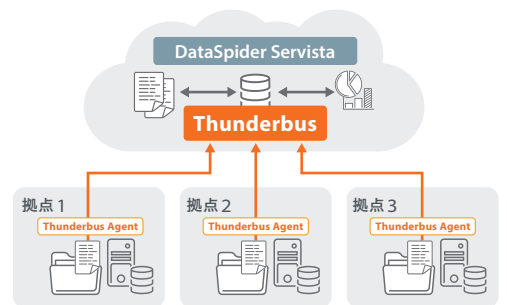 DataSpider Servista
Thunderbus
拠点 1
Thunderbus Agent
拠点 2
Thunderbus Agent
拠点 3
Thunderbus Agent